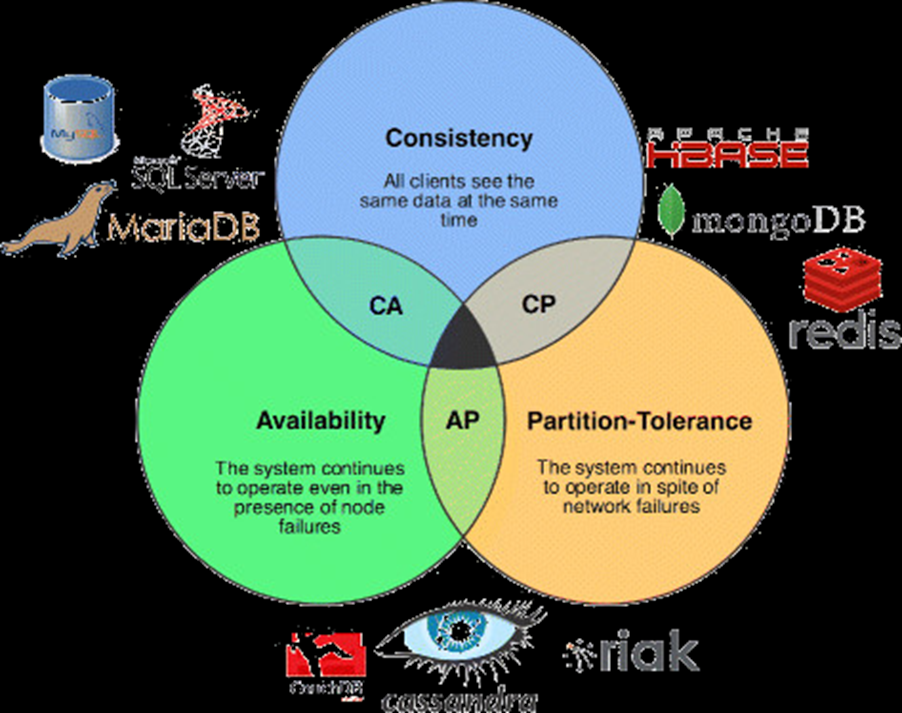 Consistency
All clients see the
same data at the same
time
MySQL
Microsoft
SQL Server
MariaDB
APACHE
HBASE
mongoDB
redis
CA
CP
AP
Availability
The system continues
to operate even in the
presence of node
failures
Partition-Tolerance
The system continues
to operate in spite of
network failures
CouchDB
cassandra
riak